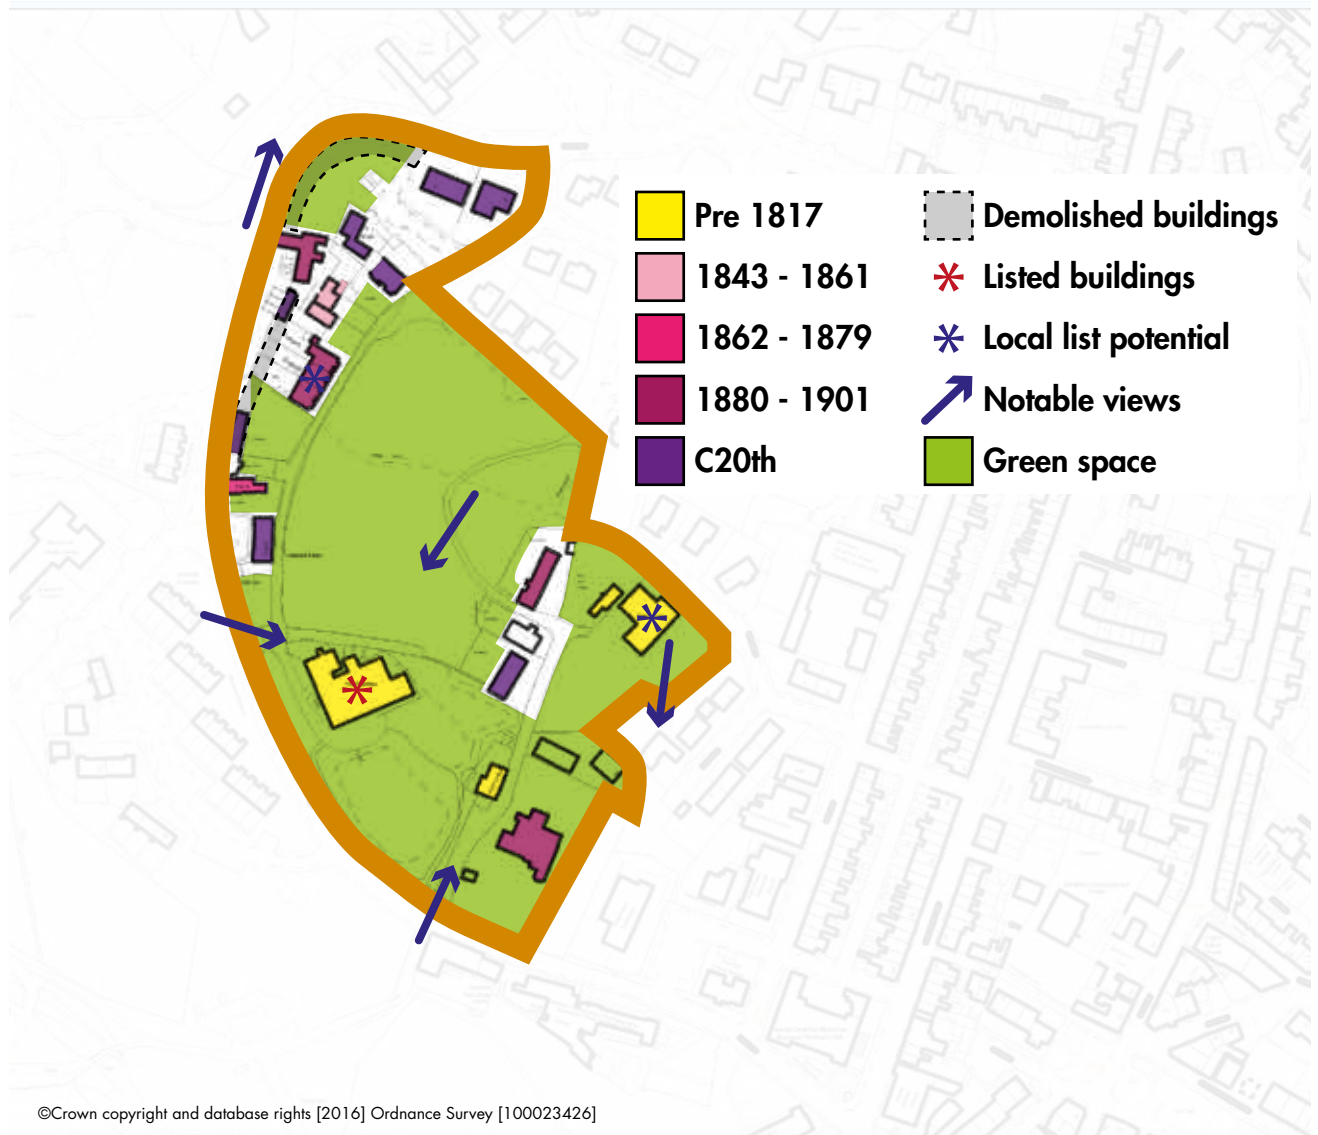 Pre 1817
1843 - 1861
1862 - 1879
1880 - 1901
C20th
Demolished buildings
Listed buildings
Local list potential
Notable views
Green space
©Crown copyright and database rights [2016] Ordnance Survey [100023426]